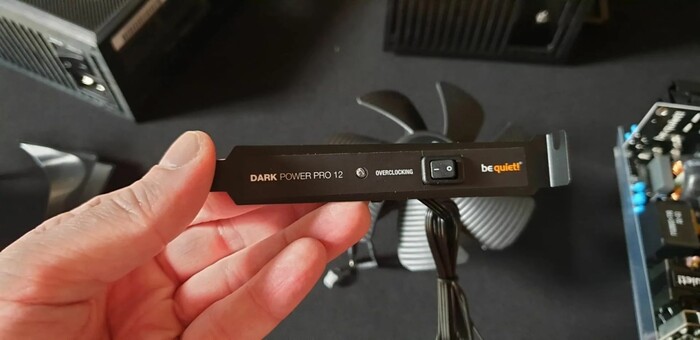 DARK POWER PRO 12
OVERCLOCKING
– O
be quiet!